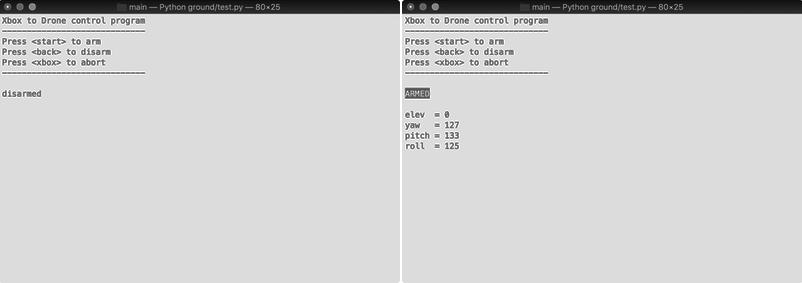 main — Python ground/test.py — 80×25
Xbox to Drone control program
-----------------------------
Press <start> to arm
Press <back> to disarm
Press <xbox> to abort
-----------------------------
disarmed
main — Python ground/test.py — 80×25
Xbox to Drone control program
-----------------------------
Press <start> to arm
Press <back> to disarm
Press <xbox> to abort
-----------------------------
ARMED
elev  = 0
yaw   = 127
pitch = 133
roll  = 125